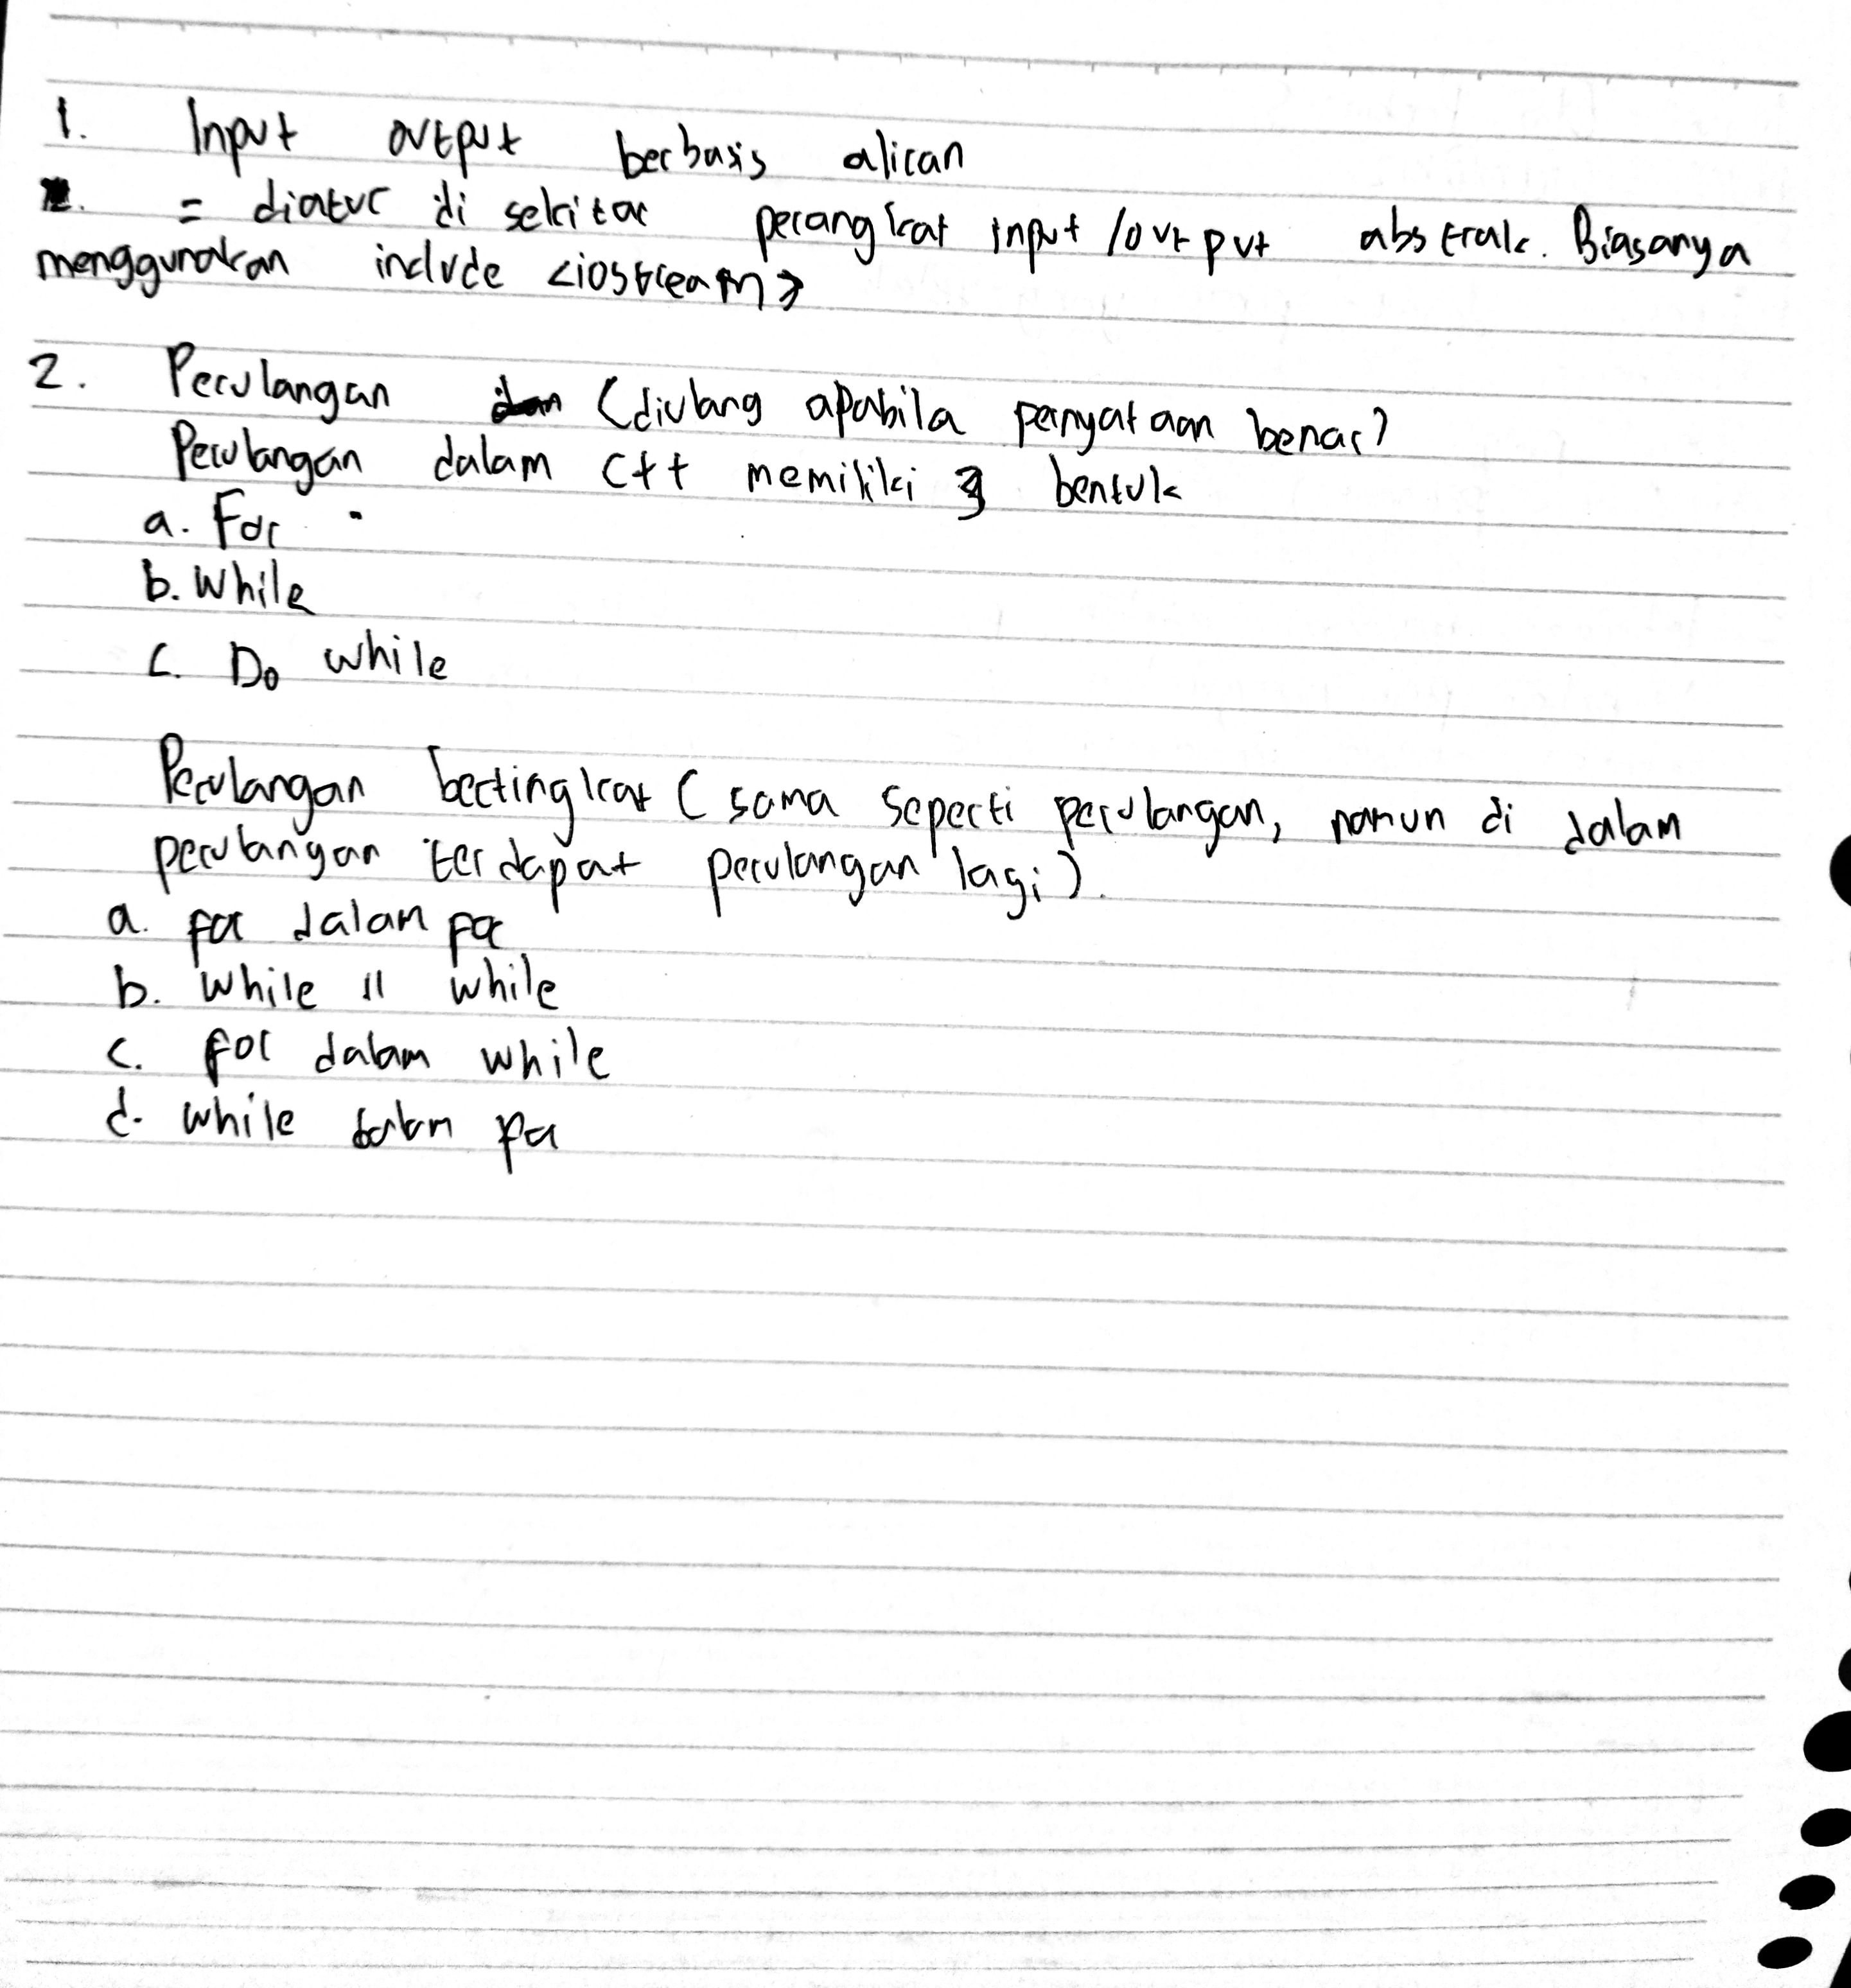 1. Input output berbasis aliran
= diatur di sekitar perangkat input/output abstrak. Biasanya
menggunakan include <iostream>
2. Perulangan (diulang apabila pernyataan benar)
Perulangan dalam C++ memiliki 3 bentuk
a. For
b. While
c. Do while
Perulangan bertingkat (sama seperti perulangan, namun di dalam
perulangan terdapat perulangan lagi).
a. for dalam for
b. while 11 while
c. for dalam while
d. while dalam for